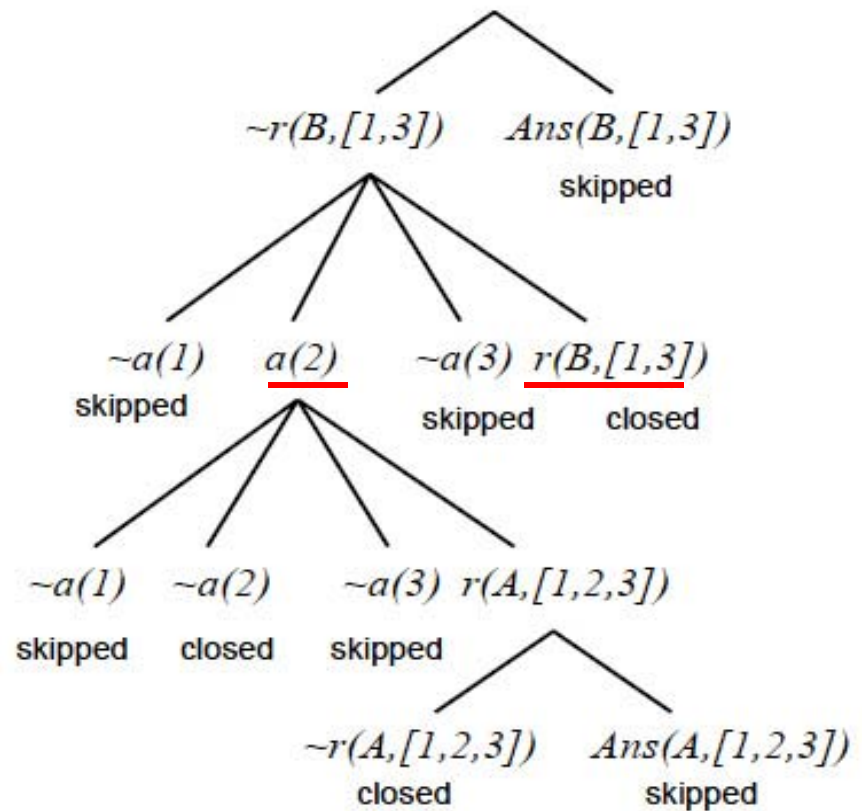 ~r(B,[1,3]) Ans(B,[1,3])
skipped
~a(1) a(2) ~a(3) r(B,[1,3])
skipped skipped closed
~a(1) ~a(2) ~a(3) r(A,[1,2,3])
skipped closed skipped
~r(A,[1,2,3]) Ans(A,[1,2,3])
closed skipped